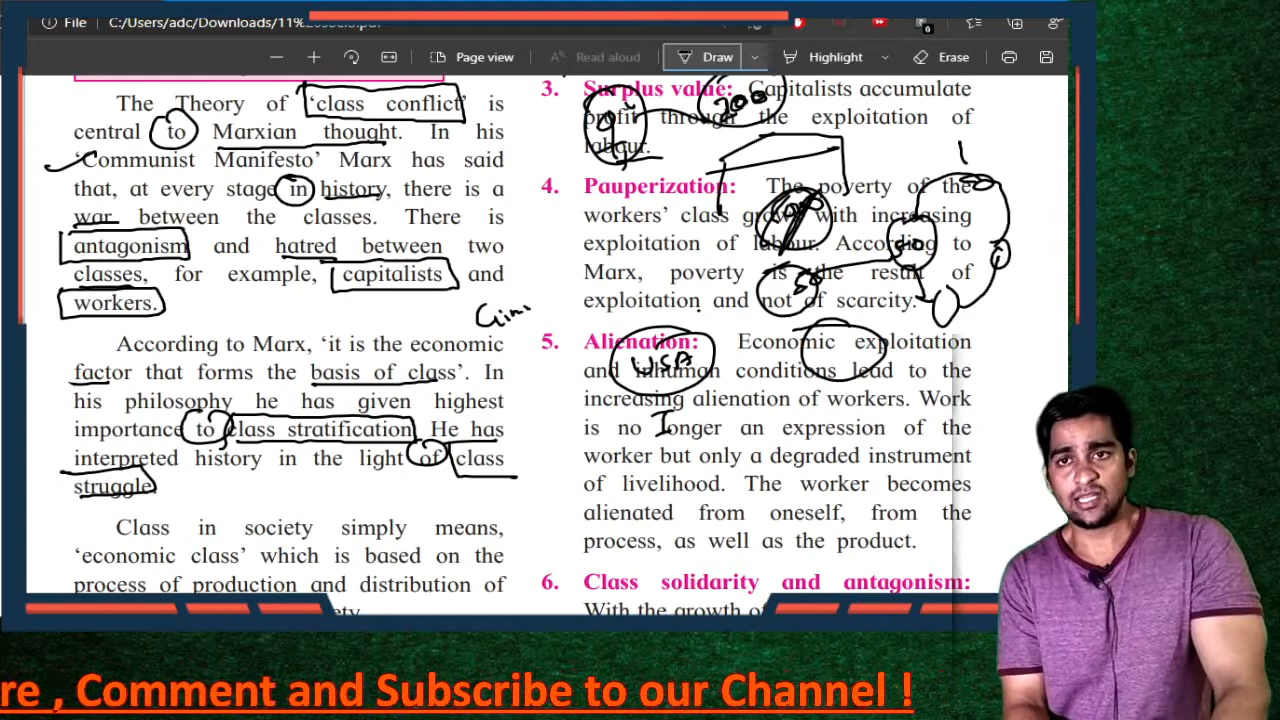 File C:/Users/adc/Downloads/11%20socio.pdf
Page view Read aloud Draw Highlight Erase
The Theory of ‘class conflict’ is
central to Marxian thought. In his
‘Communist Manifesto’ Marx has said
that, at every stage in history, there is a
war between the classes. There is
antagonism and hatred between two
classes, for example, capitalists and
workers.
According to Marx, ‘it is the economic
factor that forms the basis of class’. In
his philosophy he has given highest
importance to class stratification. He has
interpreted history in the light of class
struggle.
Class in society simply means,
‘economic class’ which is based on the
process of production and distribution of
3. Surplus value: Capitalists accumulate
profit through the exploitation of
labour.
4. Pauperization: The poverty of the
workers’ class grows with increasing
exploitation of labour. According to
Marx, poverty is the result of
exploitation and not of scarcity.
5. Alienation: Economic exploitation
and inhuman conditions lead to the
increasing alienation of workers. Work
is no longer an expression of the
worker but only a degraded instrument
of livelihood. The worker becomes
alienated from oneself, from the
process, as well as the product.
6. Class solidarity and antagonism:
With the growth of
200
50
50
USA
I
re , Comment and Subscribe to our Channel !